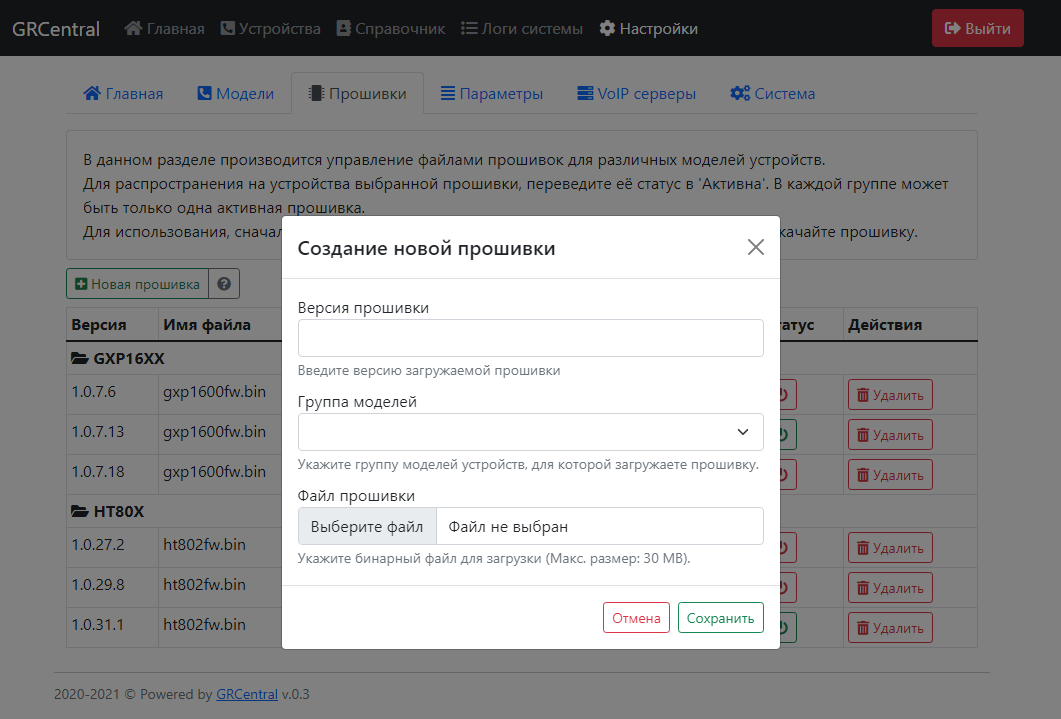 GRCentral Главная Устройства Справочник Логи системы Настройки Выйти
Главная Модели Прошивки Параметры VoIP серверы Система
В данном разделе производится управление файлами прошивок для различных моделей устройств.
Для распространения на устройства выбранной прошивки, переведите её статус в 'Активна'. В каждой группе может
быть только одна активная прошивка.
Для использования, прошивку.
Новая прошивка
Версия Имя файла Действия
GXP16XX
1.0.7.6 gxp1600fw.bin Удалить
1.0.7.13 gxp1600fw.bin Удалить
1.0.7.18 gxp1600fw.bin Удалить
HT80X
1.0.27.2 ht802fw.bin Удалить
1.0.29.8 ht802fw.bin Удалить
1.0.31.1 ht802fw.bin Удалить
Создание новой прошивки
Версия прошивки
Введите версию загружаемой прошивки
Группа моделей
Укажите группу моделей устройств, для которой загружаете прошивку.
Файл прошивки
Выберите файл Файл не выбран
Укажите бинарный файл для загрузки (Макс. размер: 30 MB).
Отмена Сохранить
2020-2021 © Powered by GRCentral v.0.3